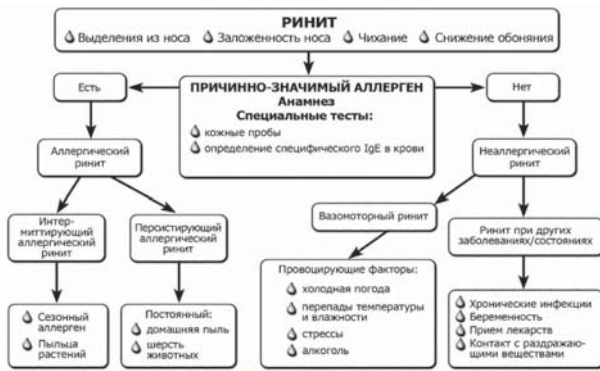 РИНИТ
Выделения из носа Заложенность носа Чихание Снижение обоняния
Есть
ПРИЧИННО-ЗНАЧИМЫЙ АЛЛЕРГЕН
Анамнез
Специальные тесты:
кожные пробы
определение специфического IgE в крови
Нет
Аллергический
ринит
Неаллергический
ринит
Интер-
миттирующий
аллергический
ринит
Персистирующий
аллергический
ринит
Вазомоторный ринит
Ринит при других
заболеваниях/состояниях
Сезонный
аллерген
Пыльца
растений
Постоянный:
домашняя пыль
шерсть
животных
Провоцирующие факторы:
холодная погода
перепады температуры
и влажности
стрессы
алкоголь
Хронические инфекции
Беременность
Прием лекарств
Контакт с раздражаю-
щими веществами